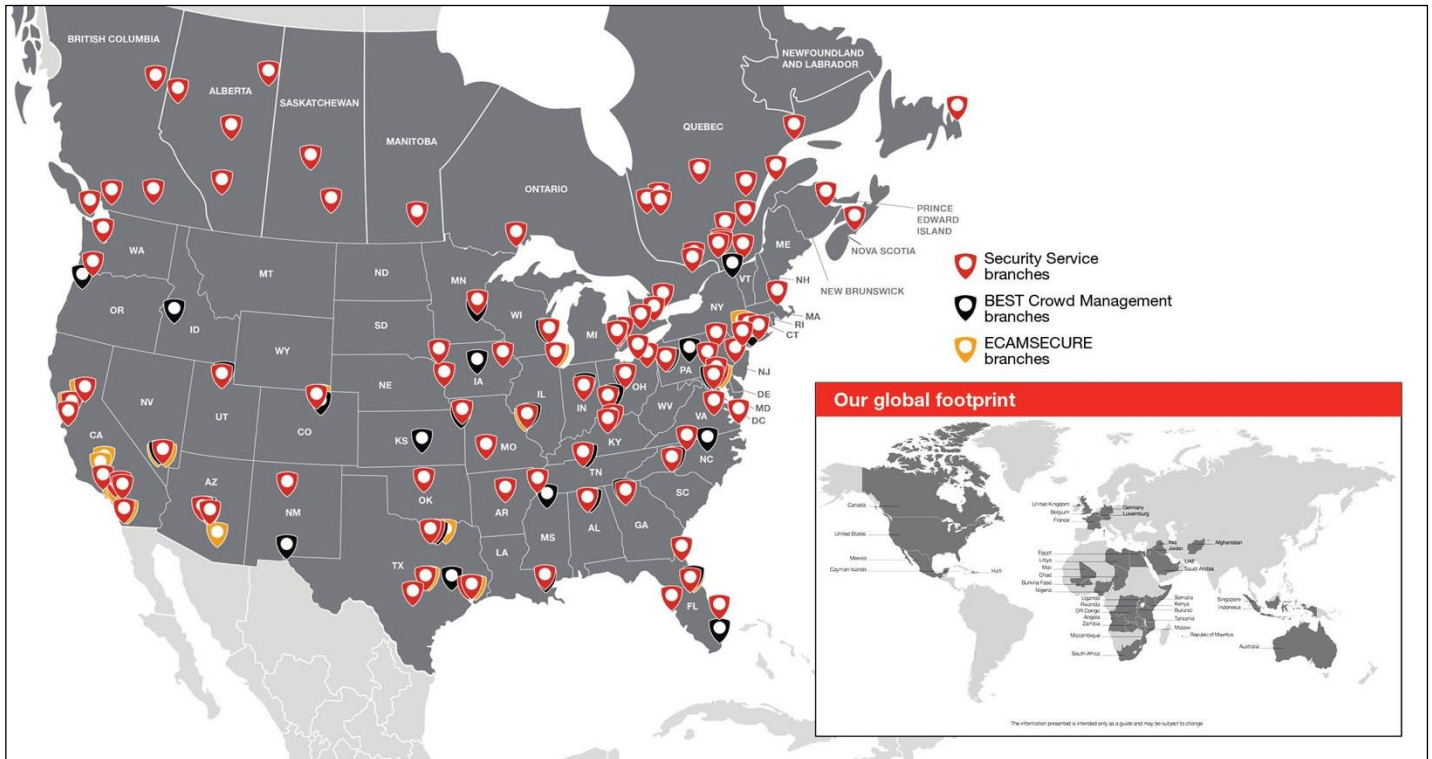 BRITISH COLUMBIA
ALBERTA
SASKATCHEWAN
MANITOBA
ONTARIO
QUEBEC
NEWFOUNDLAND
AND LABRADOR
PRINCE
EDWARD
ISLAND
NOVA SCOTIA
NEW BRUNSWICK
WA
MT
ND
MN
OR
ID
SD
WI
MI
NY
VT
ME
NH
MA
RI
CT
WY
NE
IA
IL
IN
OH
PA
NJ
DE
MD
DC
NV
UT
CO
KS
MO
KY
WV
VA
CA
AZ
NM
OK
AR
TN
NC
SC
TX
LA
MS
AL
GA
FL
Security Service
branches
BEST Crowd Management
branches
ECAMSECURE
branches
Our global footprint
Canada
United States
Mexico
Cayman Islands
Haiti
United Kingdom
Belgium
France
Germany
Luxemburg
Iraq
Jordan
Afghanistan
UAE
Saudi Arabia
Egypt
Libya
Mali
Chad
Burkina Faso
Nigeria
Uganda
Rwanda
DR Congo
Angola
Zambia
Mozambique
South Africa
Somalia
Kenya
Burundi
Tanzania
Malawi
Republic of Mauritius
Singapore
Indonesia
Australia
The information presented is intended only as a guide and may be subject to change.